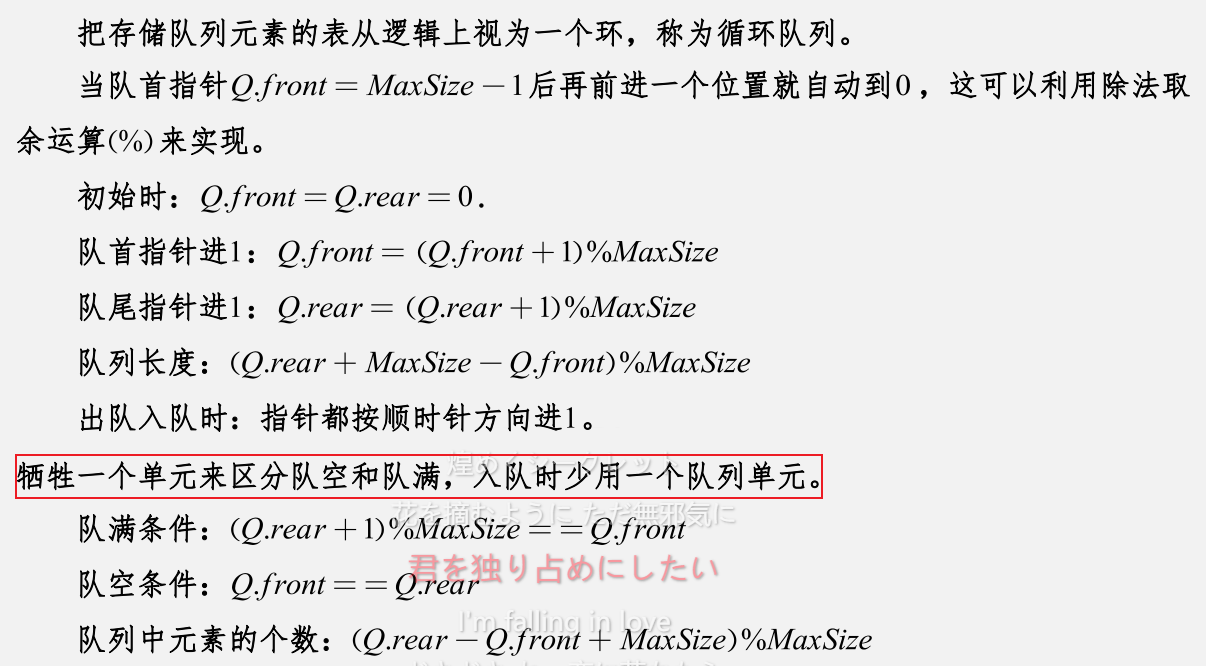 把存储队列元素的表从逻辑上视为一个环，称为循环队列。
当队首指针Q.front = MaxSize − 1后再前进一个位置就自动到0，这可以利用除法取
余运算(%)来实现。
初始时：Q.front = Q.rear = 0.
队首指针进1：Q.front = (Q.front + 1)%MaxSize
队尾指针进1：Q.rear = (Q.rear + 1)%MaxSize
队列长度：(Q.rear + MaxSize − Q.front)%MaxSize
出队入队时：指针都按顺时针方向进1。
煌めくシークレット
牺牲一个单元来区分队空和队满，入队时少用一个队列单元。
花を摘むように ただ無邪気に
队满条件：(Q.rear + 1)%MaxSize = = Q.front
君を独り占めにしたい
队空条件：Q.front = = Q.rear
I'm falling in love
队列中元素的个数：(Q.rear − Q.front + MaxSize)%MaxSize